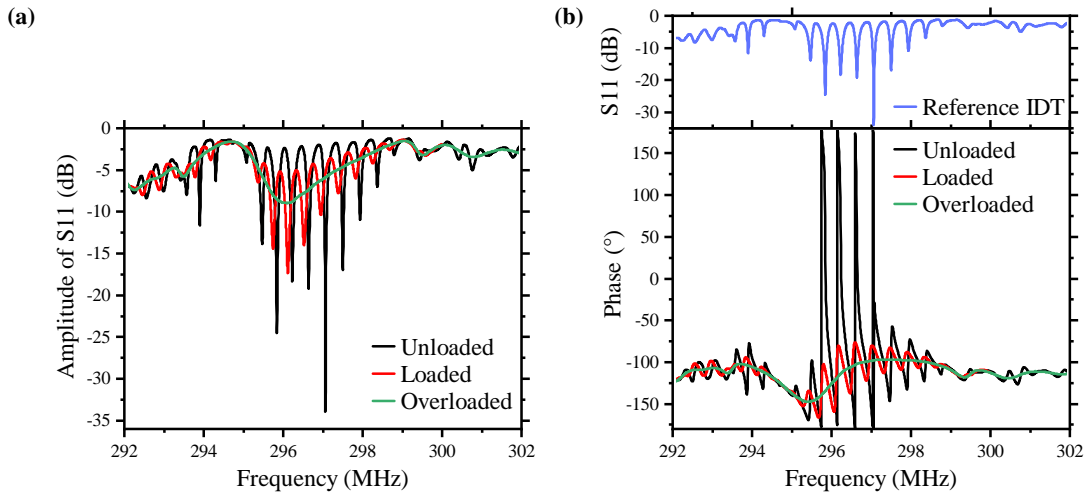 (a)
Amplitude of S11 (dB)
0
-5
-10
-15
-20
-25
-30
-35
Unloaded
Loaded
Overloaded
292 294 296 298 300 302
Frequency (MHz)
(b)
S11 (dB)
0
-10
-20
-30
Reference IDT
Phase (°)
150
100
50
0
-50
-100
-150
Unloaded
Loaded
Overloaded
292 294 296 298 300 302
Frequency (MHz)